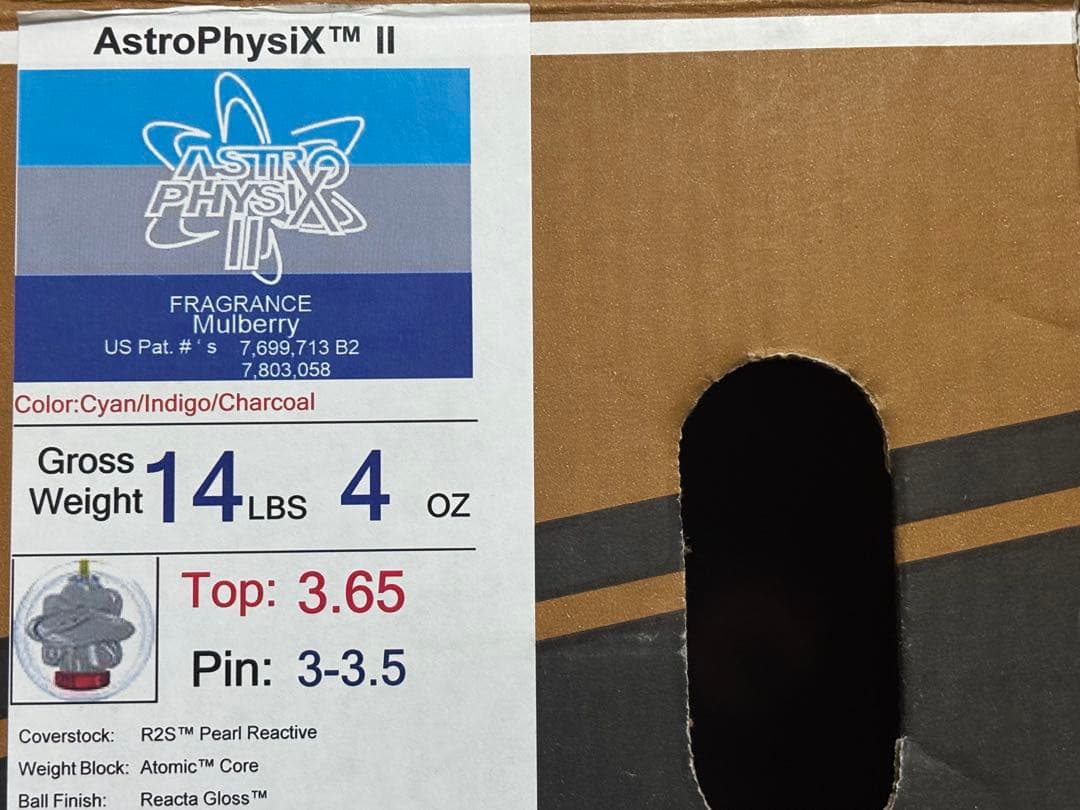 AstroPhysiX™ II
ASTRO
PHYSIX
II
FRAGRANCE
Mulberry
US Pat. # ' s 7,699,713 B2
7,803,058
Color:Cyan/Indigo/Charcoal
Gross
Weight 14 LBS 4 OZ
Top: 3.65
Pin: 3-3.5
Coverstock: R2S™ Pearl Reactive
Weight Block: Atomic™ Core
Ball Finish: Reacta Gloss™